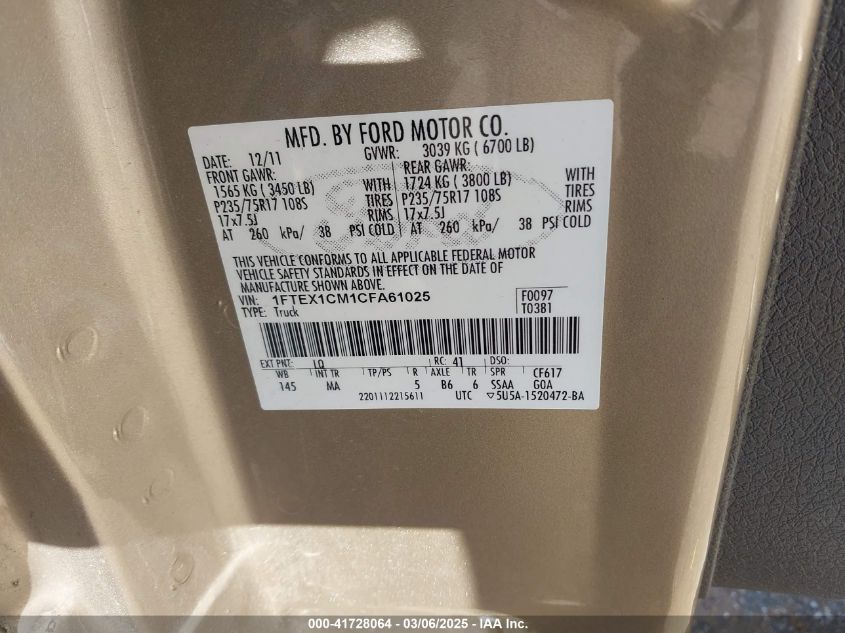 MFD. BY FORD MOTOR CO.
DATE: 12/11 GVWR: 3039 KG ( 6700 LB)
FRONT GAWR: REAR GAWR:
1565 KG ( 3450 LB) WITH 1724 KG ( 3800 LB) WITH
P235/75R17 108S TIRES P235/75R17 108S TIRES
17x7.5J RIMS 17x7.5J RIMS
AT 260 kPa/ 38 PSI COLD AT 260 kPa/ 38 PSI COLD
THIS VEHICLE CONFORMS TO ALL APPLICABLE FEDERAL MOTOR
VEHICLE SAFETY STANDARDS IN EFFECT ON THE DATE OF
MANUFACTURE SHOWN ABOVE.
VIN: 1FTEX1CM1CFA61025 F0097
TYPE: Truck T03B1
EXT PNT: LQ RC: 41 DSO:
WB INT TR TP/PS R AXLE TR SPR CF617
145 MA 5 B6 6 SSAA GOA
2201112215611 UTC ▽5U5A-1520472-BA
000-41728064 — 03/06/2025 — IAA Inc.